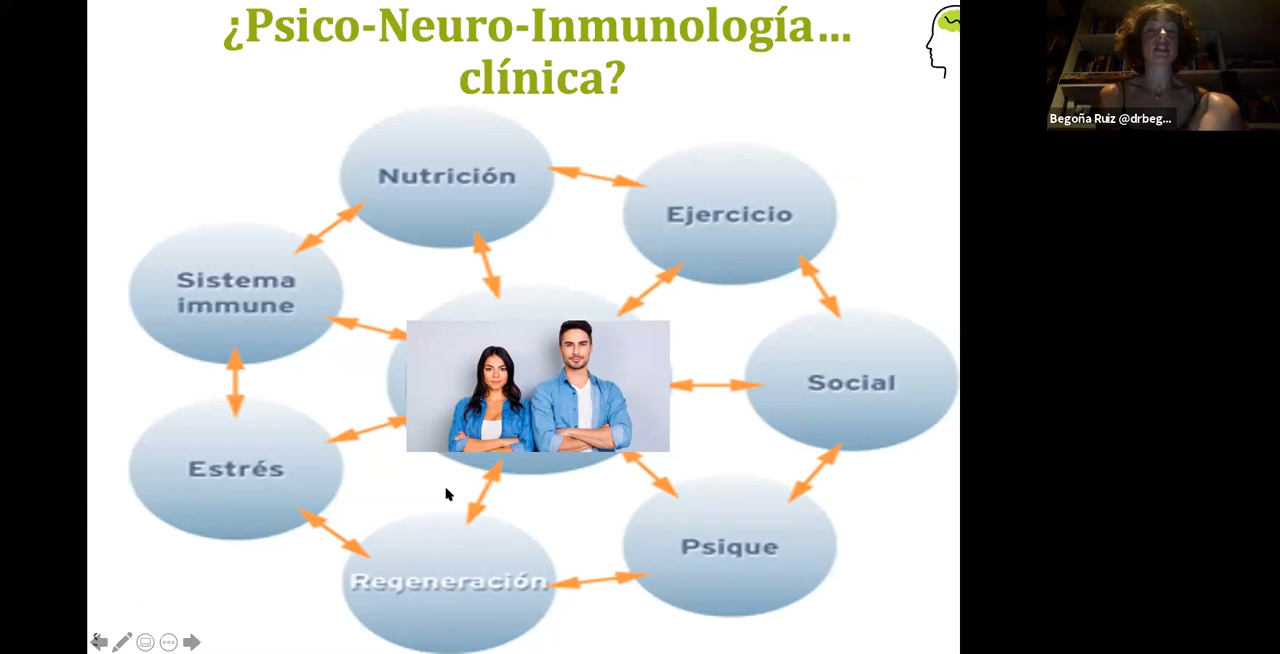 ¿Psico-Neuro-Inmunología...
clínica?
Nutrición
Ejercicio
Sistema
immune
Social
Estrés
Psique
Regeneración
Begoña Ruiz @drbeg...